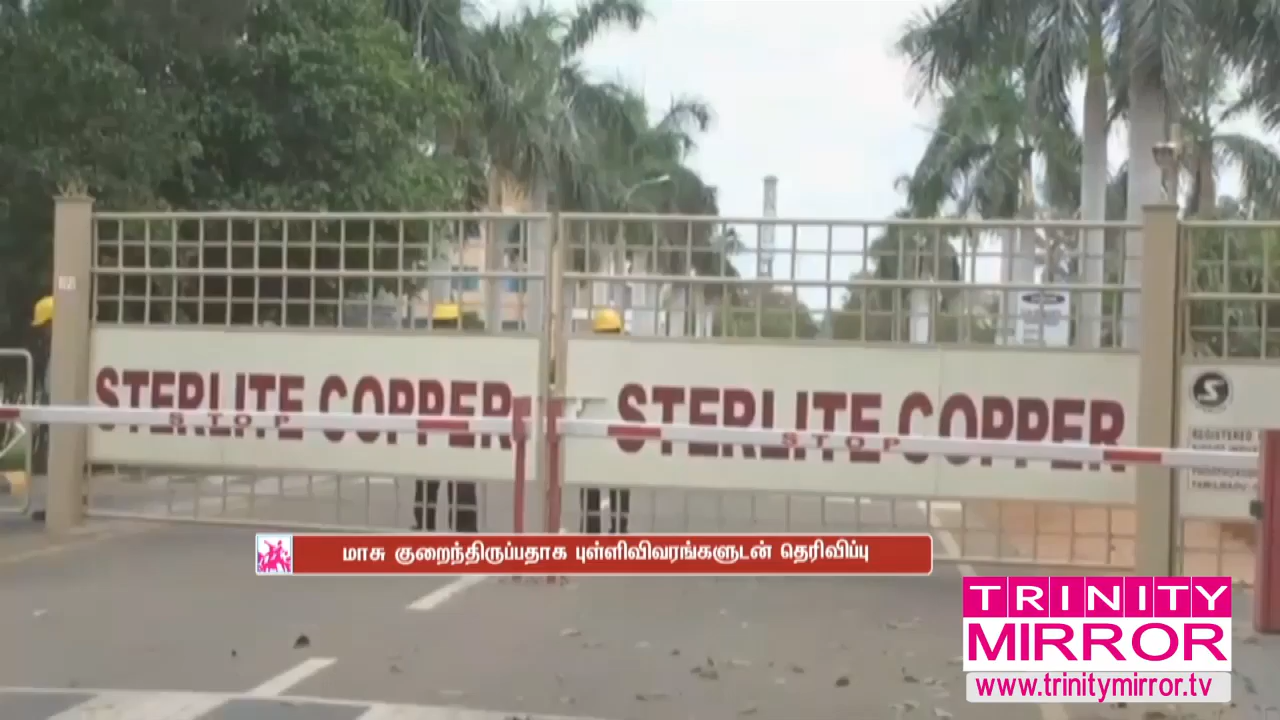 STERLITE COPPER
STERLITE COPPER
STOP
STOP
S
REGISTERED
மாசு குறைந்திருப்பதாக புள்ளிவிவரங்களுடன் தெரிவிப்பு
TRINITY
MIRROR
www.trinitymirror.tv